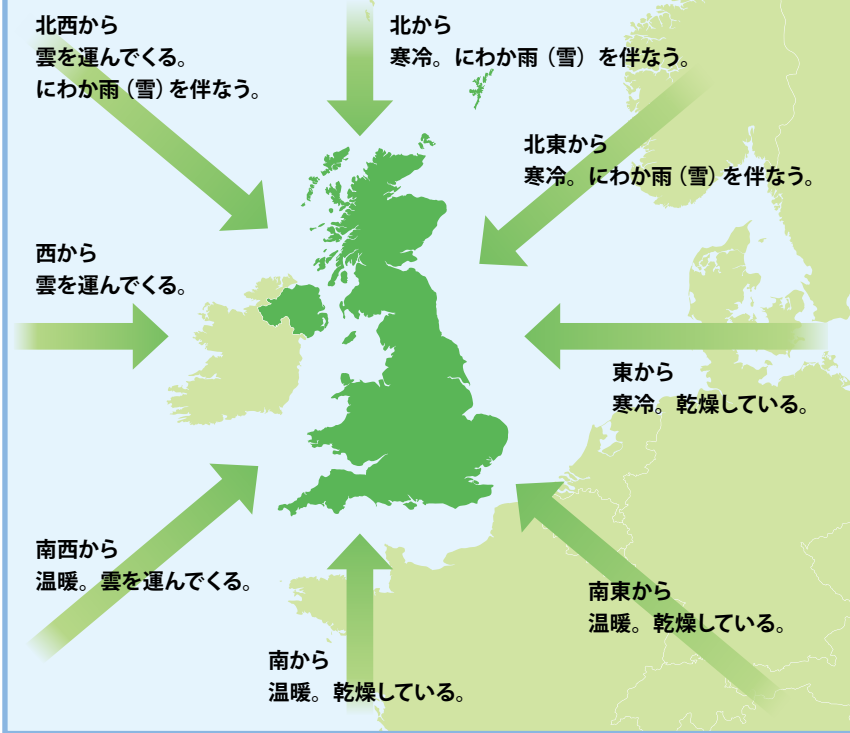 北西から
雲を運んでくる。
にわか雨（雪）を伴なう。
北から
寒冷。にわか雨（雪）を伴なう。
北東から
寒冷。にわか雨（雪）を伴なう。
西から
雲を運んでくる。
東から
寒冷。乾燥している。
南西から
温暖。雲を運んでくる。
南東から
温暖。乾燥している。
南から
温暖。乾燥している。